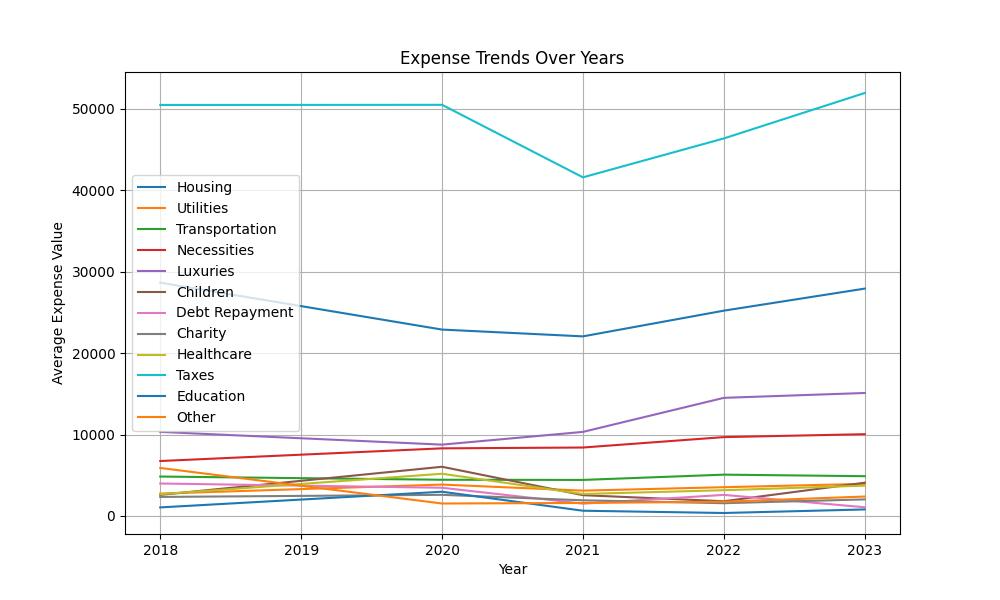 Expense Trends Over Years
50000
40000
30000
20000
10000
0
Average Expense Value
Housing
Utilities
Transportation
Necessities
Luxuries
Children
Debt Repayment
Charity
Healthcare
Taxes
Education
Other
2018 2019 2020 2021 2022 2023
Year